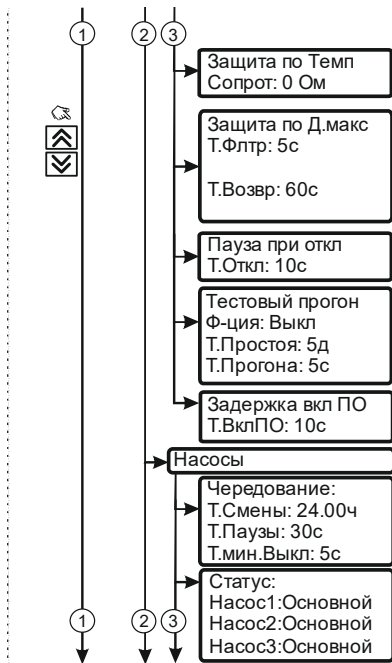 1 2 3
Защита по Темп
Сопрот: 0 Ом
Защита по Д.макс
Т.Флтр: 5с
Т.Возвр: 60с
Пауза при откл
Т.Откл: 10с
Тестовый прогон
Ф-ция: Выкл
Т.Простоя: 5д
Т.Прогона: 5с
Задержка вкл ПО
Т.ВклПО: 10с
Насосы
Чередование:
Т.Смены: 24.00ч
Т.Паузы: 30с
Т.мин.Выкл: 5с
Статус:
Насос1:Основной
Насос2:Основной
Насос3:Основной
1 2 3